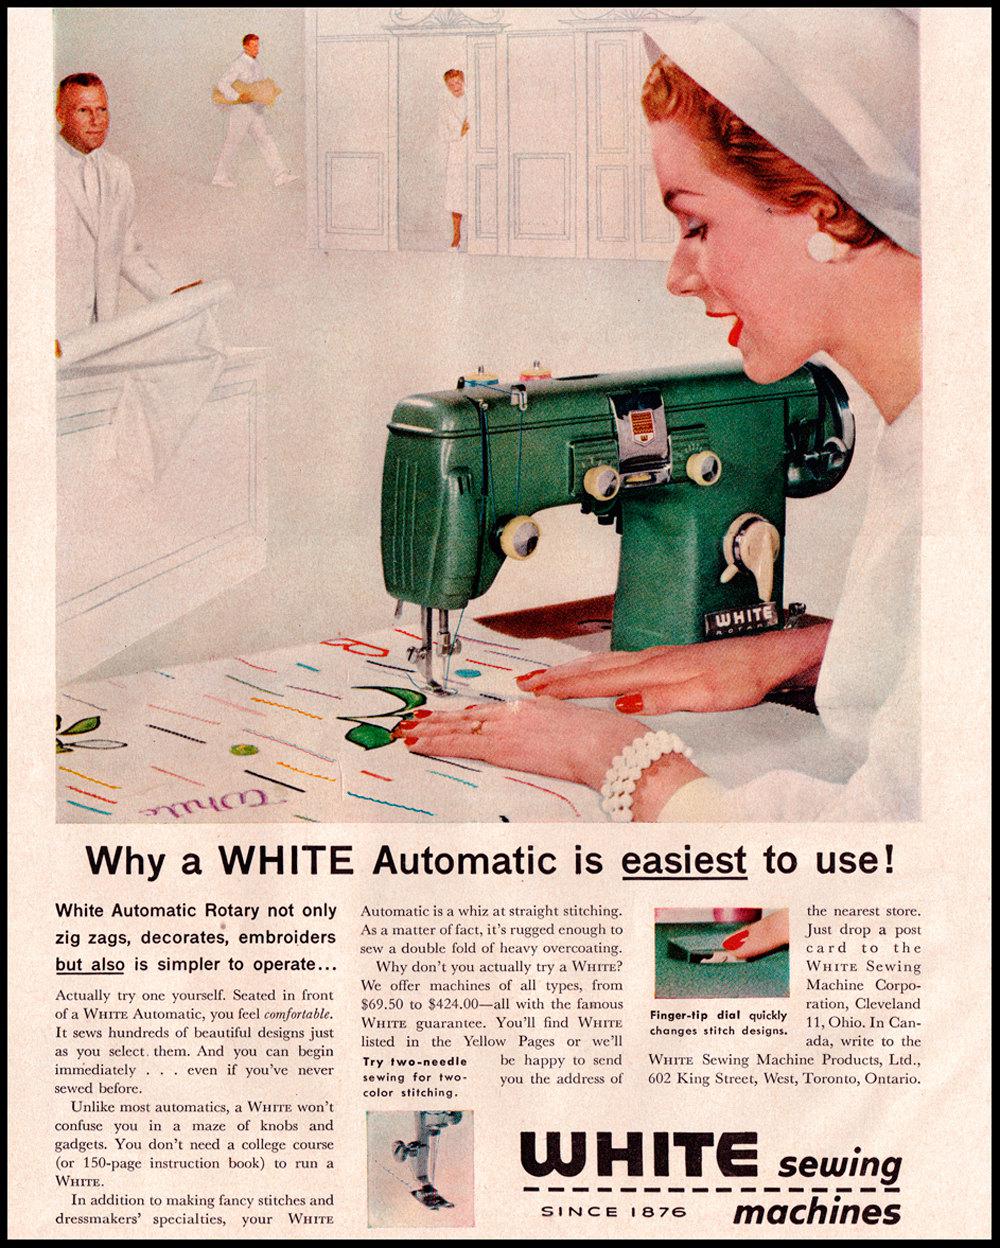 WHITE
ROTARY
White
Why a WHITE Automatic is easiest to use!
White Automatic Rotary not only
zig zags, decorates, embroiders
but also is simpler to operate...
Actually try one yourself. Seated in front
of a WHITE Automatic, you feel comfortable.
It sews hundreds of beautiful designs just
as you select them. And you can begin
immediately . . . even if you've never
sewed before.
Unlike most automatics, a WHITE won't
confuse you in a maze of knobs and
gadgets. You don't need a college course
(or 150-page instruction book) to run a
WHITE.
In addition to making fancy stitches and
dressmakers' specialties, your WHITE
Automatic is a whiz at straight stitching.
As a matter of fact, it's rugged enough to
sew a double fold of heavy overcoating.
Why don't you actually try a WHITE?
We offer machines of all types, from
$69.50 to $424.00—all with the famous
WHITE guarantee. You'll find WHITE
listed in the Yellow Pages or we'll
be happy to send
you the address of
Try two-needle
sewing for two-
color stitching.
the nearest store.
Just drop a post
card to the
WHITE Sewing
Machine Corpo-
ration, Cleveland
11, Ohio. In Can-
ada, write to the
WHITE Sewing Machine Products, Ltd.,
602 King Street, West, Toronto, Ontario.
Finger-tip dial quickly
changes stitch designs.
WHITE sewing
machines
SINCE 1876